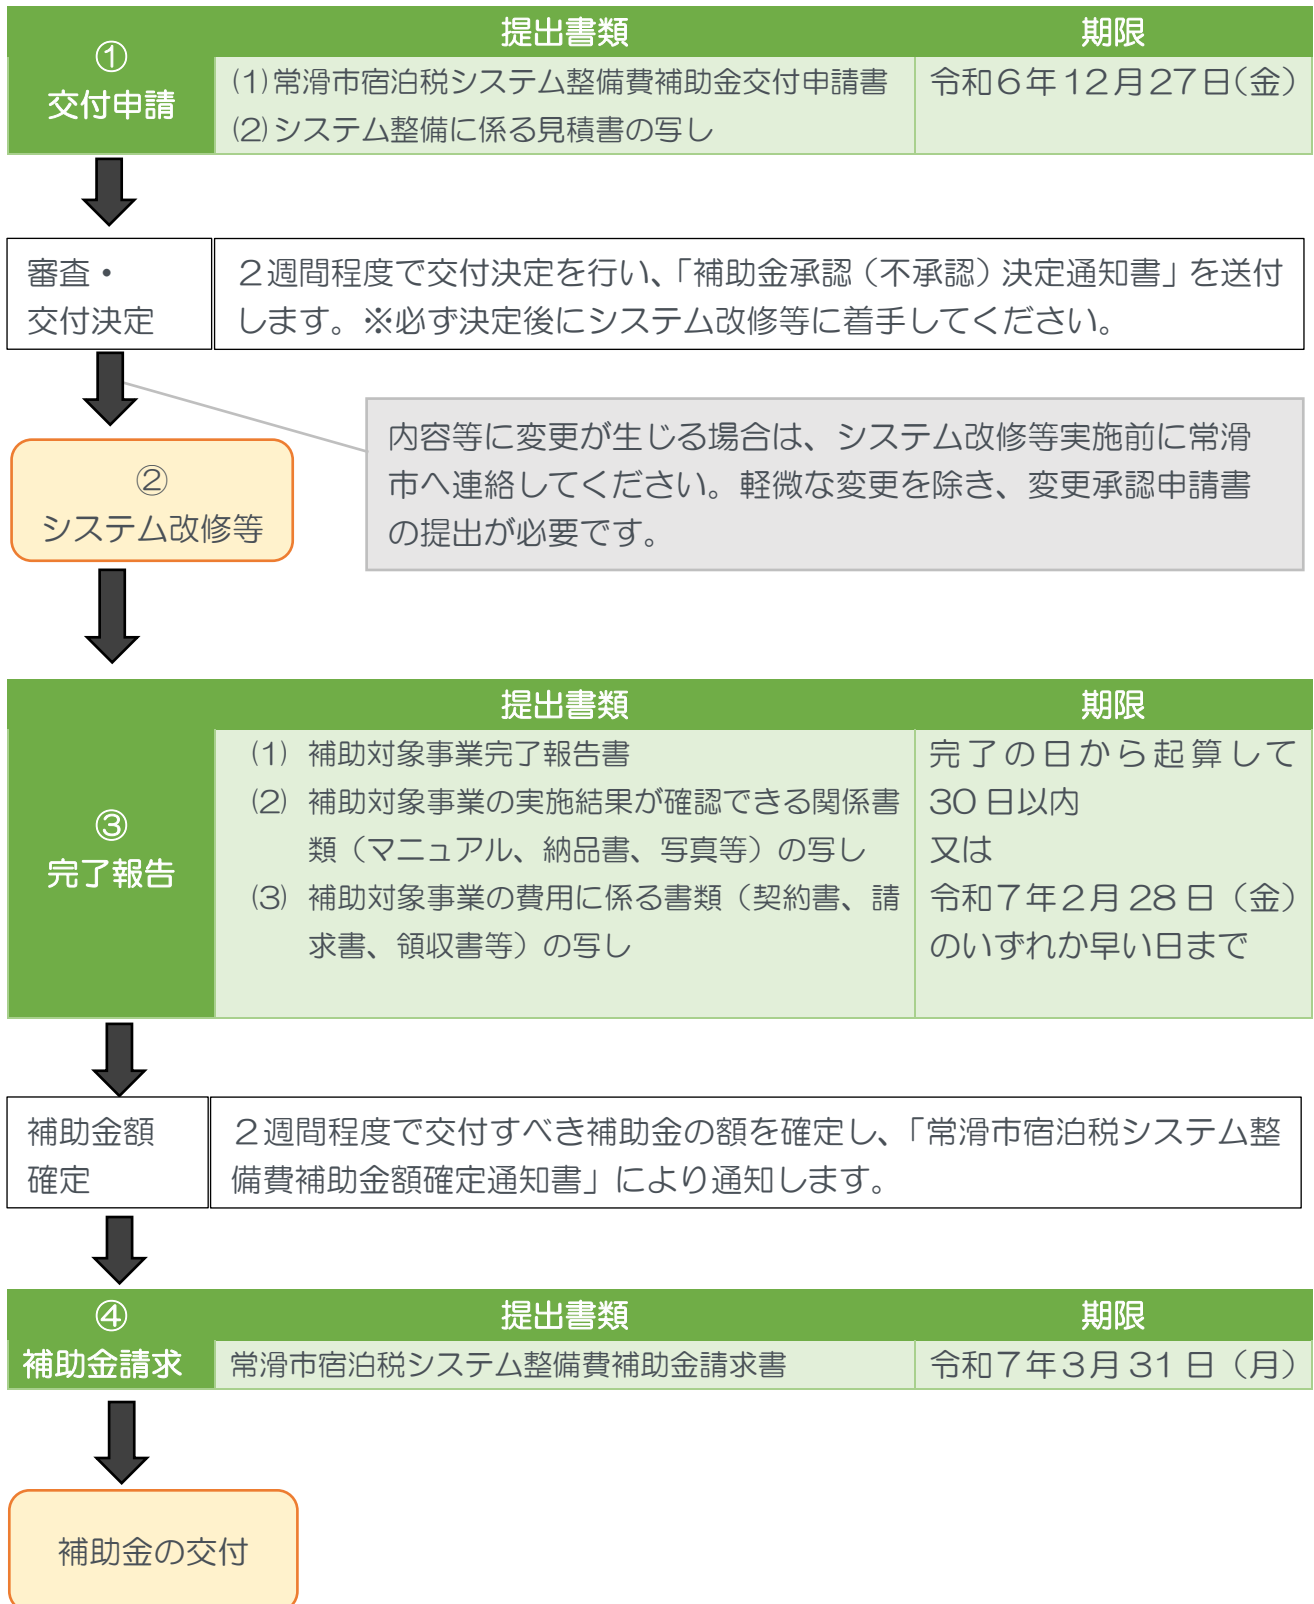 ①
交付申請
提出書類
期限
(1)常滑市宿泊税システム整備費補助金交付申請書
(2)システム整備に係る見積書の写し
令和6年12月27日(金)
審査・
交付決定
2週間程度で交付決定を行い、「補助金承認(不承認)決定通知書」を送付
します。※必ず決定後にシステム改修等に着手してください。
内容等に変更が生じる場合は、システム改修等実施前に常滑
市へ連絡してください。軽微な変更を除き、変更承認申請書
の提出が必要です。
②
システム改修等
③
完了報告
提出書類
期限
(1) 補助対象事業完了報告書
(2) 補助対象事業の実施結果が確認できる関係書
類(マニュアル、納品書、写真等)の写し
(3) 補助対象事業の費用に係る書類(契約書、請
求書、領収書等)の写し
完了の日から起算して
30日以内
又は
令和7年2月28日(金)
のいずれか早い日まで
補助金額
確定
2週間程度で交付すべき補助金の額を確定し、「常滑市宿泊税システム整
備費補助金額確定通知書」により通知します。
④
補助金請求
提出書類
期限
常滑市宿泊税システム整備費補助金請求書
令和7年3月31日(月)
補助金の交付